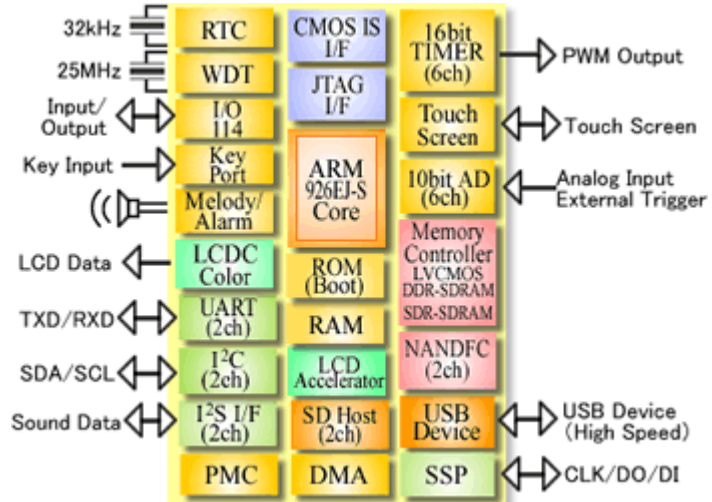 32kHz
25MHz
Input/
Output
Key Input
LCD Data
TXD/RXD
SDA/SCL
Sound Data
RTC
WDT
I/O
114
Key
Port
Melody/
Alarm
LCDC
Color
UART
(2ch)
I²C
(2ch)
I²S I/F
(2ch)
PMC
CMOS IS
I/F
JTAG
I/F
ARM
926EJ-S
Core
ROM
(Boot)
RAM
LCD
Accelerator
SD Host
(2ch)
DMA
16bit
TIMER
(6ch)
Touch
Screen
10bit AD
(6ch)
Memory
Controller
LVCMOS
DDR-SDRAM
SDR-SDRAM
NANDFC
(2ch)
USB
Device
SSP
PWM Output
Touch Screen
Analog Input
External Trigger
USB Device
(High Speed)
CLK/DO/DI